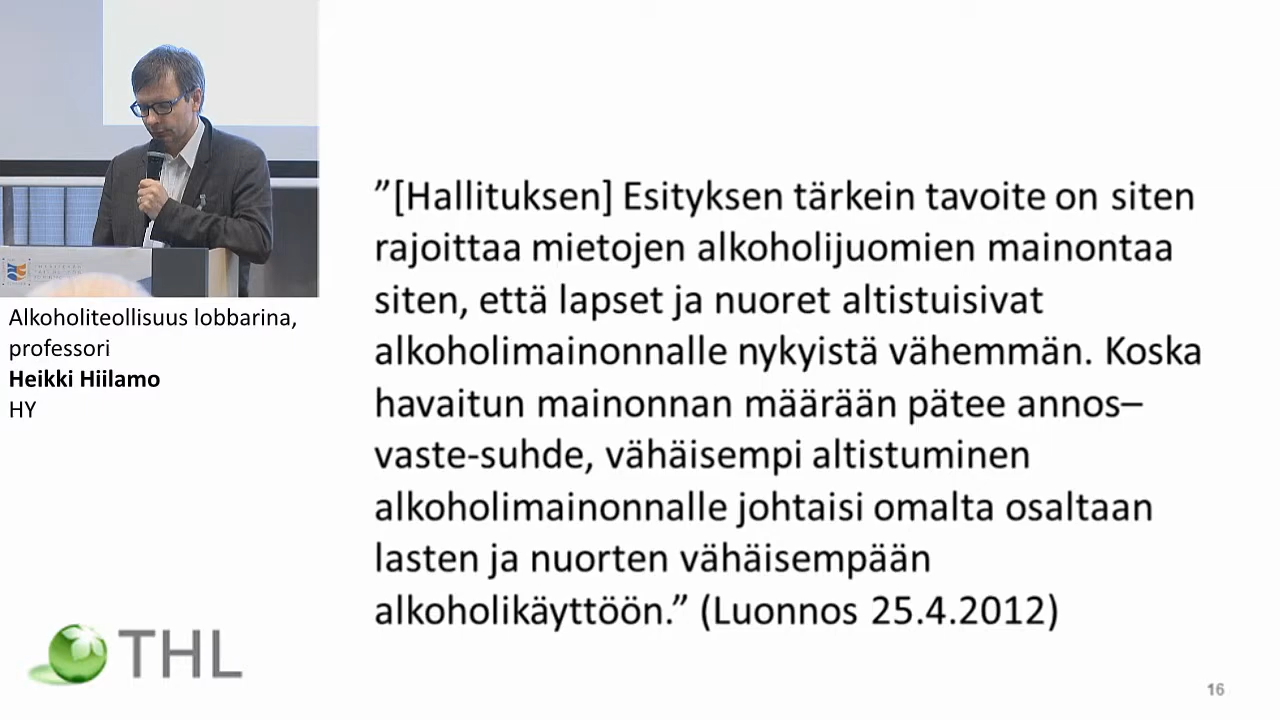 ”[Hallituksen] Esityksen tärkein tavoite on siten
rajoittaa mietojen alkoholijuomien mainontaa
siten, että lapset ja nuoret altistuisivat
alkoholimainonnalle nykyistä vähemmän. Koska
havaitun mainonnan määrään pätee annos–
vaste-suhde, vähäisempi altistuminen
alkoholimainonnalle johtaisi omalta osaltaan
lasten ja nuorten vähäisempään
alkoholikäyttöön.” (Luonnos 25.4.2012)
Alkoholiteollisuus lobbarina,
professori
Heikki Hiilamo
HY
THL
16